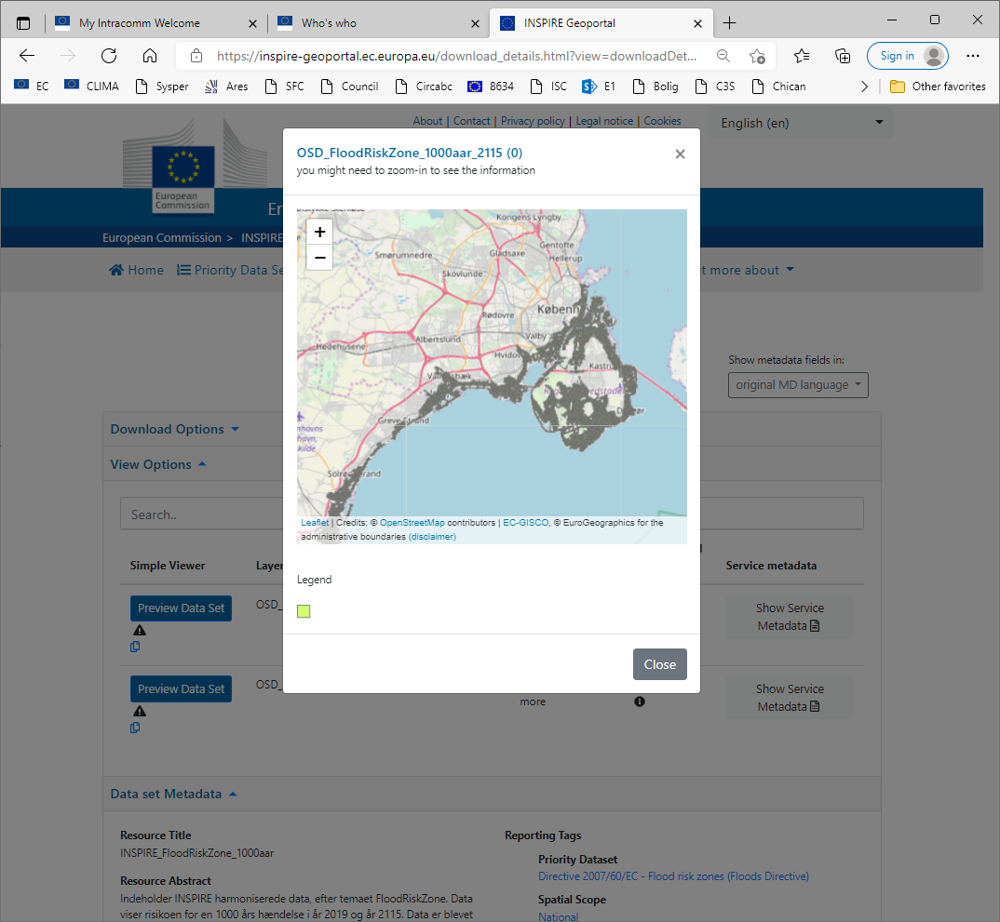 My Intracomm Welcome
Who's who
INSPIRE Geoportal
https://inspire-geoportal.ec.europa.eu/download_details.html?view=downloadDet...
Sign in
EC
CLIMA
Sysper
Ares
SFC
Council
Circabc
8634
ISC
E1
Bolig
C3S
Chican
Other favorites
About | Contact | Privacy policy | Legal notice | Cookies
English (en)
European
Commission
En
European Commission > INSPIRE
Home
Priority Data Se
t more about
OSD_FloodRiskZone_1000aar_2115 (0)
you might need to zoom-in to see the information
+
−
Kongens Lyngby
Gentofte
Smørumnedre
Gladsaxe
Hellerup
Skovlunde
Københ
Rødovre
Valby
Albertslund
Hedehusene
Hvidov
Kastru
Greve Strand
Leaflet | Credits: © OpenStreetMap contributors | EC-GISCO, © EuroGeographics for the
administrative boundaries (disclaimer)
Legend
Close
Show metadata fields in:
original MD language
Download Options
View Options
Search..
Simple Viewer
Layer
Service metadata
Preview Data Set
OSD_
Show Service
Metadata
Preview Data Set
OSD_
more
Show Service
Metadata
Data set Metadata
Resource Title
INSPIRE_FloodRiskZone_1000aar
Resource Abstract
Indeholder INSPIRE harmoniserede data, efter temaet FloodRiskZone. Data
viser risikoen for en 1000 års hændelse i år 2019 og år 2115. Data er blevet
Reporting Tags
Priority Dataset
Directive 2007/60/EC - Flood risk zones (Floods Directive)
Spatial Scope
National